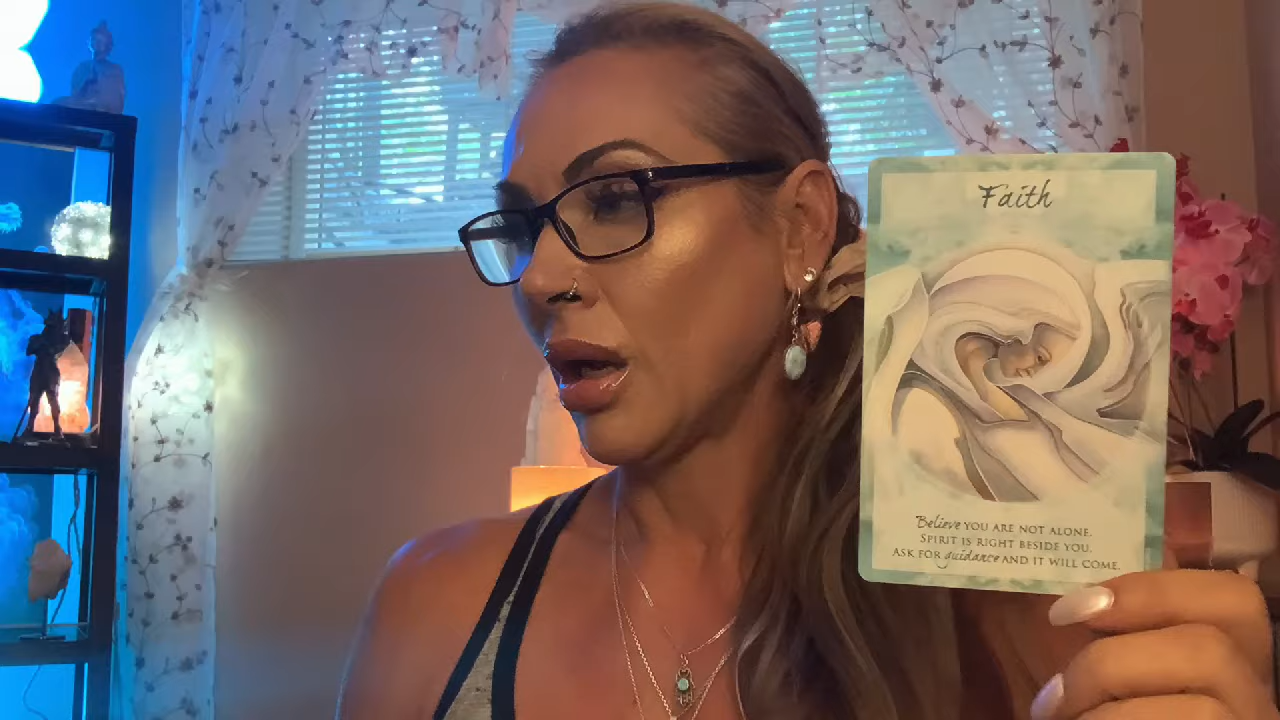 Faith
Believe YOU ARE NOT ALONE.
SPIRIT IS RIGHT BESIDE YOU.
ASK FOR guidance AND IT WILL COME.